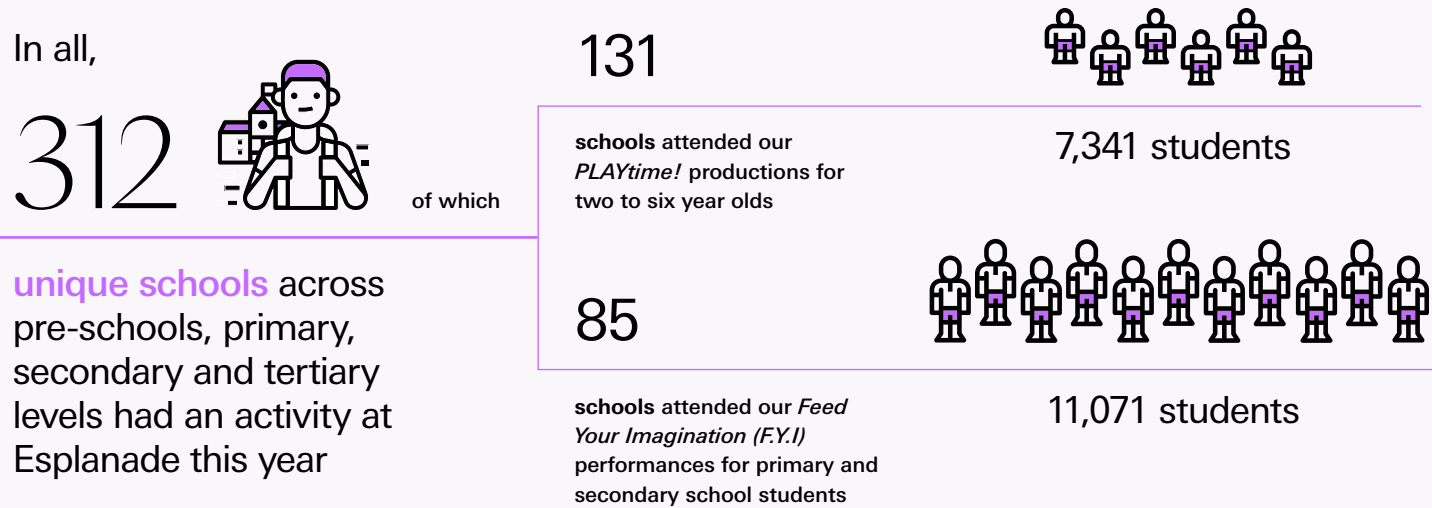 In all,
312
of which
unique schools across
pre-schools, primary,
secondary and tertiary
levels had an activity at
Esplanade this year
131
schools attended our
PLAYtime! productions for
two to six year olds
7,341 students
85
schools attended our Feed
Your Imagination (F.Y.I)
performances for primary and
secondary school students
11,071 students